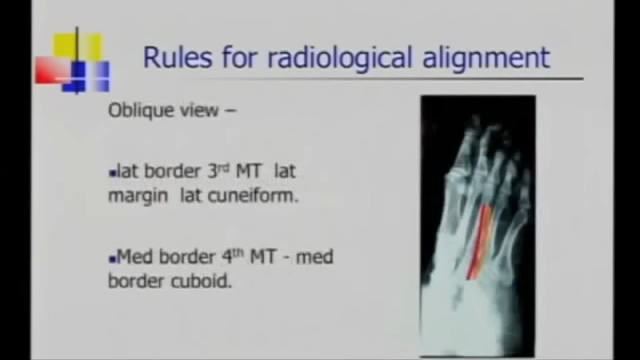 Rules for radiological alignment
Oblique view –
lat border 3rd MT lat
margin lat cuneiform.
Med border 4th MT - med
border cuboid.